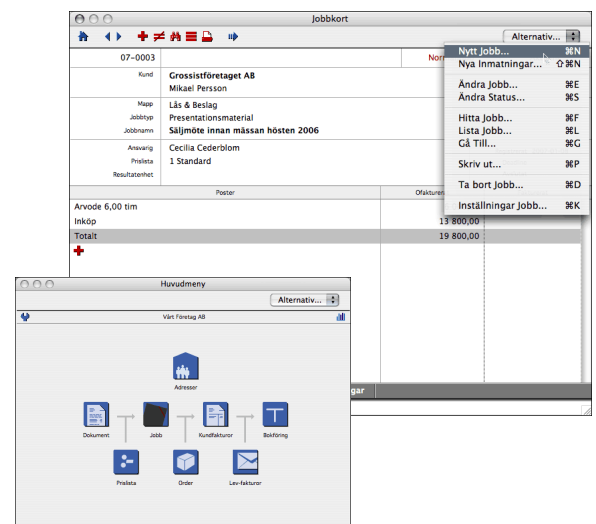 Jobbkort
Alternativ...
07-0003
Nor
Kund
Grossistföretaget AB
Mikael Persson
Mapp
Lås & Beslag
Jobbtyp
Presentationsmaterial
Jobbnamn
Säljmöte innan mässan hösten 2006
Ansvarig
Cecilia Cederblom
Prislista
1 Standard
Resultatenhet
Nytt Jobb... ⌘N
Nya Inmatningar... ⇧⌘N
Ändra Jobb... ⌘E
Ändra Status... ⌘S
Hitta Jobb... ⌘F
Lista Jobb... ⌘L
Gå Till... ⌘G
Skriv ut... ⌘P
Ta bort Jobb... ⌘D
Inställningar Jobb... ⌘K
Poster
Ofakturer
Arvode 6,00 tim
Inköp 13 800,00
Totalt 19 800,00
gar
Huvudmeny
Alternativ...
Vårt Företag AB
Adresser
Dokument
Jobb
Kundfakturor
Bokföring
Prislista
Order
Lev-fakturor